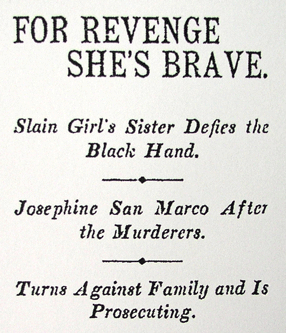 FOR REVENGE
SHE'S BRAVE.
Slain Girl's Sister Defies the
Black Hand.
Josephine San Marco After
the Murderers.
Turns Against Family and Is
Prosecuting.